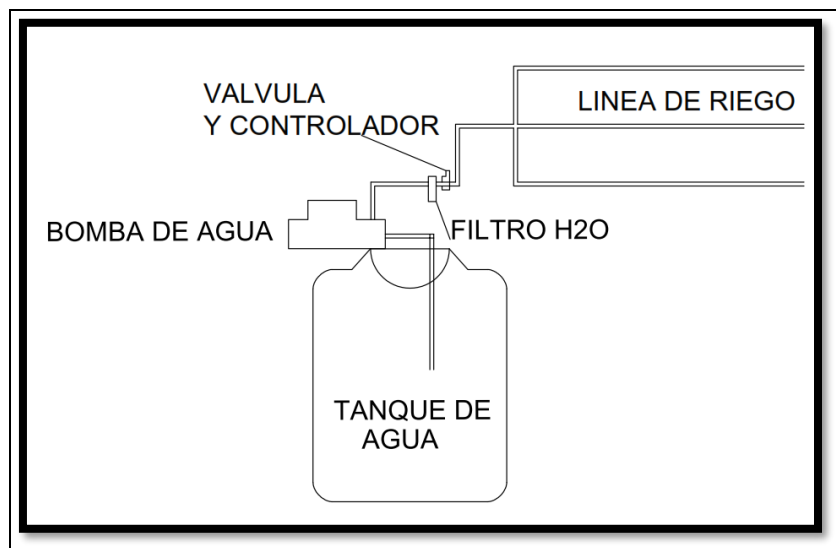 VALVULA
Y CONTROLADOR
LINEA DE RIEGO
BOMBA DE AGUA
FILTRO H2O
TANQUE DE
AGUA